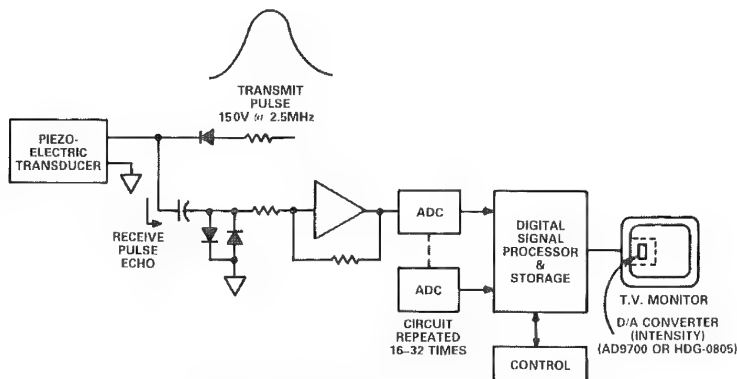 TRANSMIT
PULSE
150V @ 2.5MHz
PIEZO-
ELECTRIC
TRANSDUCER
RECEIVE
PULSE
ECHO
ADC
ADC
CIRCUIT
REPEATED
16–32 TIMES
DIGITAL
SIGNAL
PROCESSOR
&
STORAGE
CONTROL
T.V. MONITOR
D/A CONVERTER
(INTENSITY)
(AD9700 OR HDG-0805)